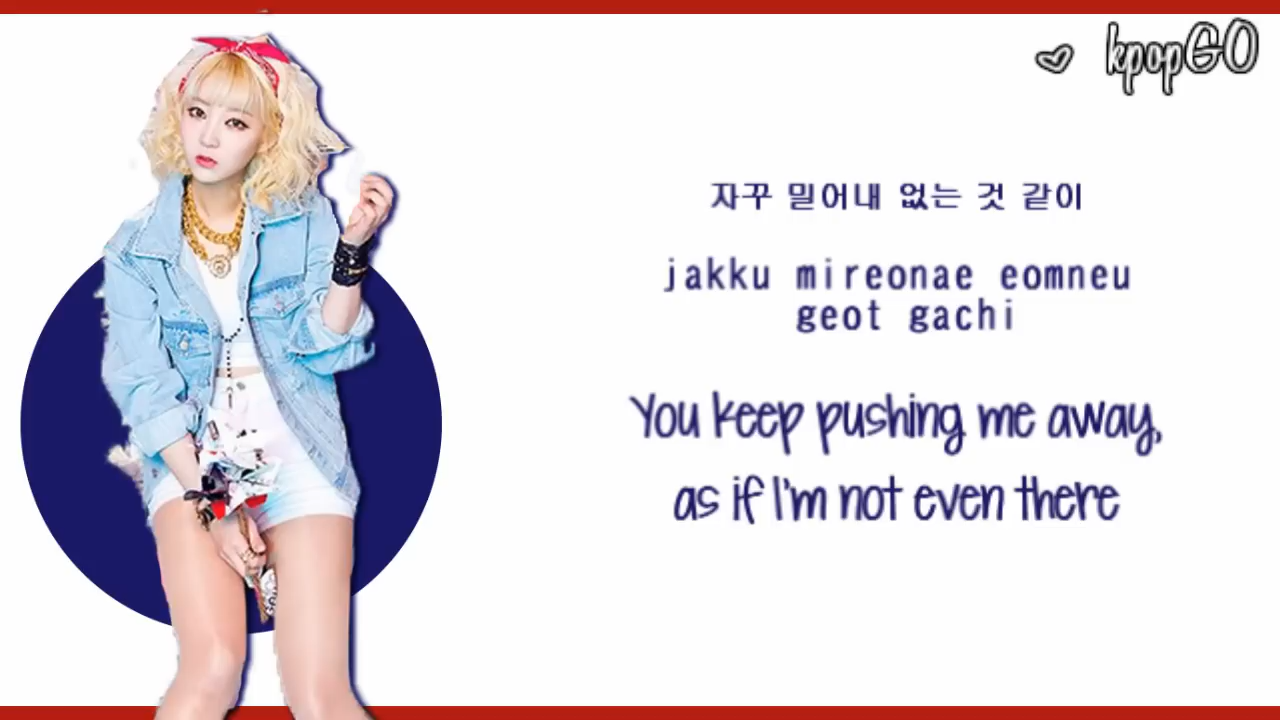 kpopGO
자꾸 밀어내 없는 것 같이
jakku mireonae eomneu
geot gachi
You keep pushing me away,
as if I'm not even there